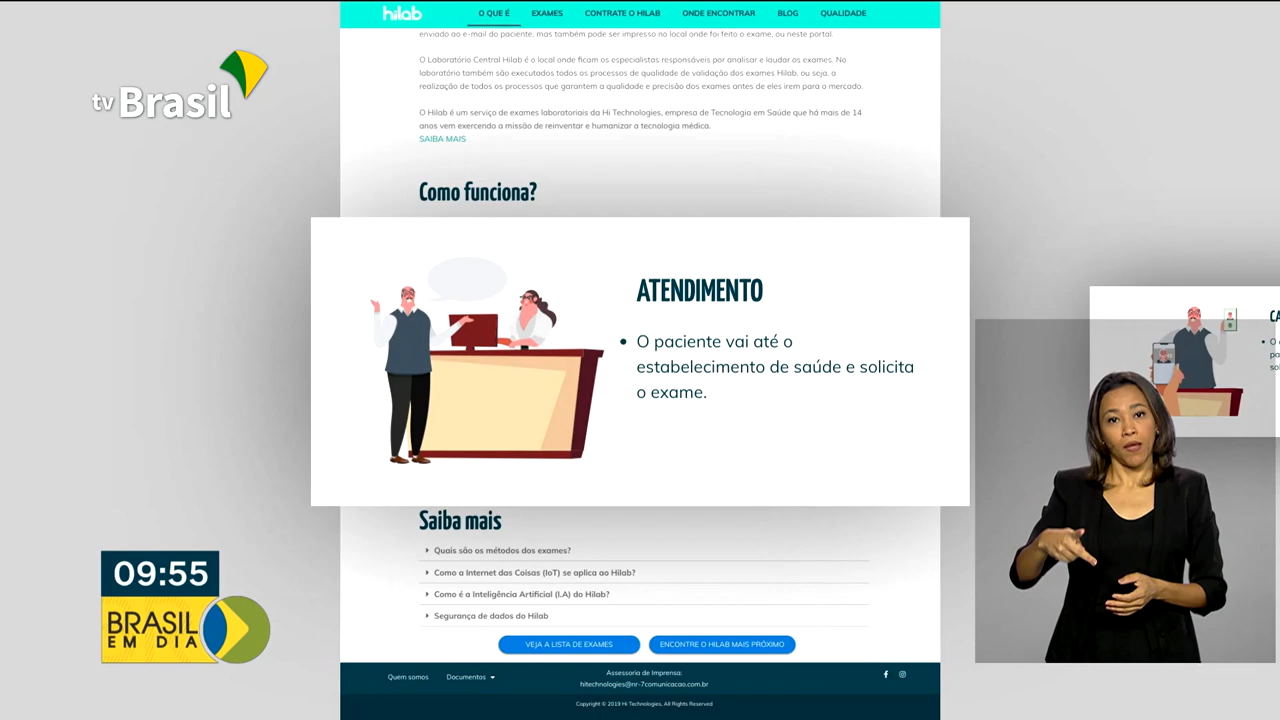 hilab
O QUE É
EXAMES
CONTRATE O HILAB
ONDE ENCONTRAR
BLOG
QUALIDADE
enviado ao e-mail do paciente, mas também pode ser impresso no local onde foi feito o exame, ou neste portal.
O Laboratório Central Hilab é o local onde ficam os especialistas responsáveis por analisar e laudar os exames. No
laboratório também são executados todos os processos de qualidade de validação dos exames Hilab, ou seja, a
realização de todos os processos que garantem a qualidade e precisão dos exames antes de eles irem para o mercado.
O Hilab é um serviço de exames laboratoriais da Hi Technologies, empresa de Tecnologia em Saúde que há mais de 14
anos vem exercendo a missão de reinventar e humanizar a tecnologia médica.
SAIBA MAIS
tv Brasil
Como funciona?
ATENDIMENTO
• O paciente vai até o
estabelecimento de saúde e solicita
o exame.
Saiba mais
Quais são os métodos dos exames?
Como a Internet das Coisas (IoT) se aplica ao Hilab?
Como é a Inteligência Artificial (I.A) do Hilab?
Segurança de dados do Hilab
VEJA A LISTA DE EXAMES
ENCONTRE O HILAB MAIS PRÓXIMO
09:55
BRASIL
EM DIA
Quem somos
Documentos
Assessoria de Imprensa:
hitechnologies@nr-7comunicacao.com.br
Copyright © 2019 Hi Technologies, All Rights Reserved